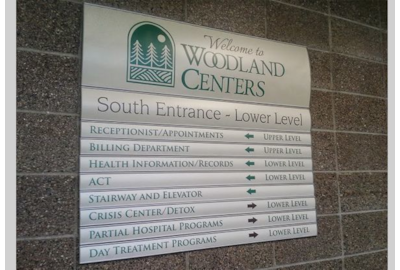 Welcome to
WOODLAND
CENTERS
South Entrance - Lower Level
RECEPTIONIST/APPOINTMENTS ← UPPER LEVEL
BILLING DEPARTMENT ← UPPER LEVEL
HEALTH INFORMATION/RECORDS ← LOWER LEVEL
ACT ← LOWER LEVEL
STAIRWAY AND ELEVATOR ←
CRISIS CENTER/DETOX → LOWER LEVEL
PARTIAL HOSPITAL PROGRAMS → LOWER LEVEL
DAY TREATMENT PROGRAMS → LOWER LEVEL